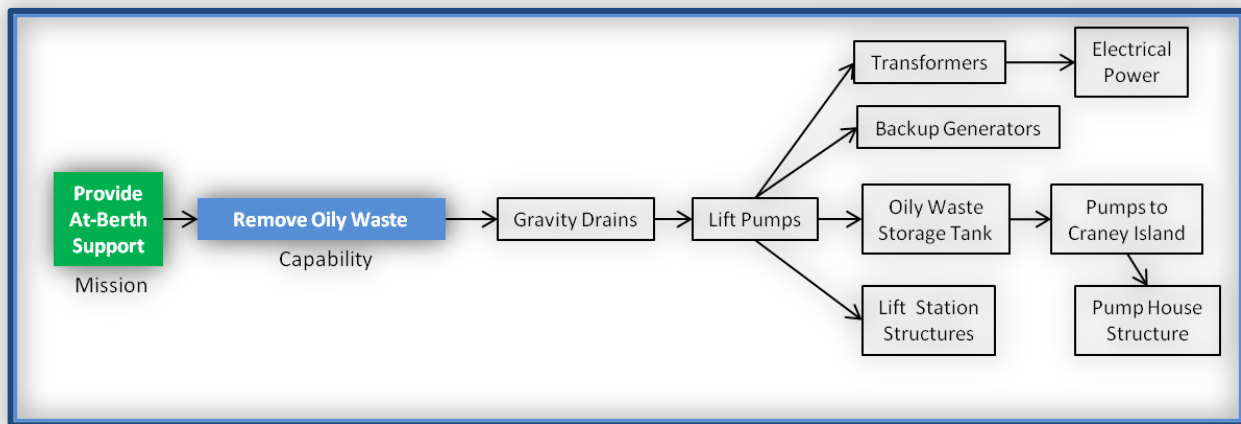 Provide
At-Berth
Support
Mission
Remove Oily Waste
Capability
Gravity Drains
Lift Pumps
Transformers
Electrical
Power
Backup Generators
Oily Waste
Storage Tank
Pumps to
Craney Island
Lift Station
Structures
Pump House
Structure